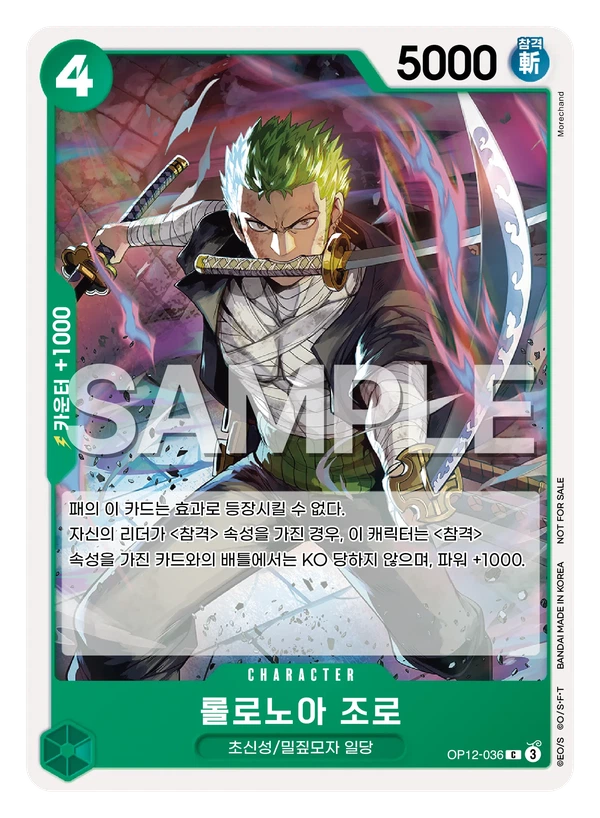 4
5000
참격
斬
Morechand
카운터 +1000
SAMPLE
패의 이 카드는 효과로 등장시킬 수 없다.
자신의 리더가 <참격> 속성을 가진 경우, 이 캐릭터는 <참격>
속성을 가진 카드와의 배틀에서는 KO 당하지 않으며, 파워 +1000.
CHARACTER
롤로노아 조로
초신성/밀짚모자 일당
OP12-036 C 3
©EO/S ©O/S·F·T BANDAI MADE IN KOREA NOT FOR SALE